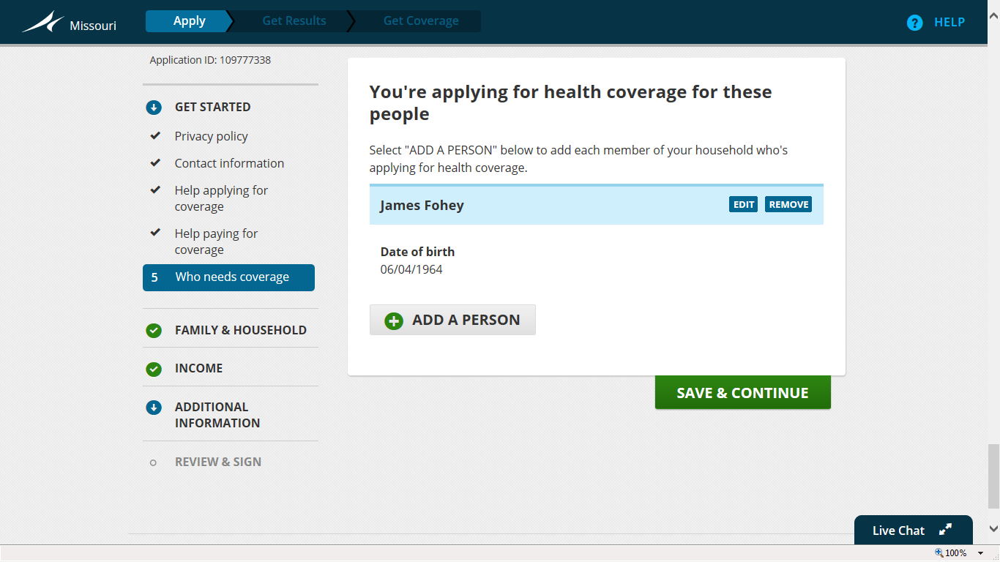 Missouri
Apply
Get Results
Get Coverage
? HELP
Application ID: 109777338
GET STARTED
Privacy policy
Contact information
Help applying for
coverage
Help paying for
coverage
5 Who needs coverage
FAMILY & HOUSEHOLD
INCOME
ADDITIONAL
INFORMATION
REVIEW & SIGN
You're applying for health coverage for these
people
Select "ADD A PERSON" below to add each member of your household who's
applying for health coverage.
James Fohey
EDIT
REMOVE
Date of birth
06/04/1964
ADD A PERSON
SAVE & CONTINUE
Live Chat
100%